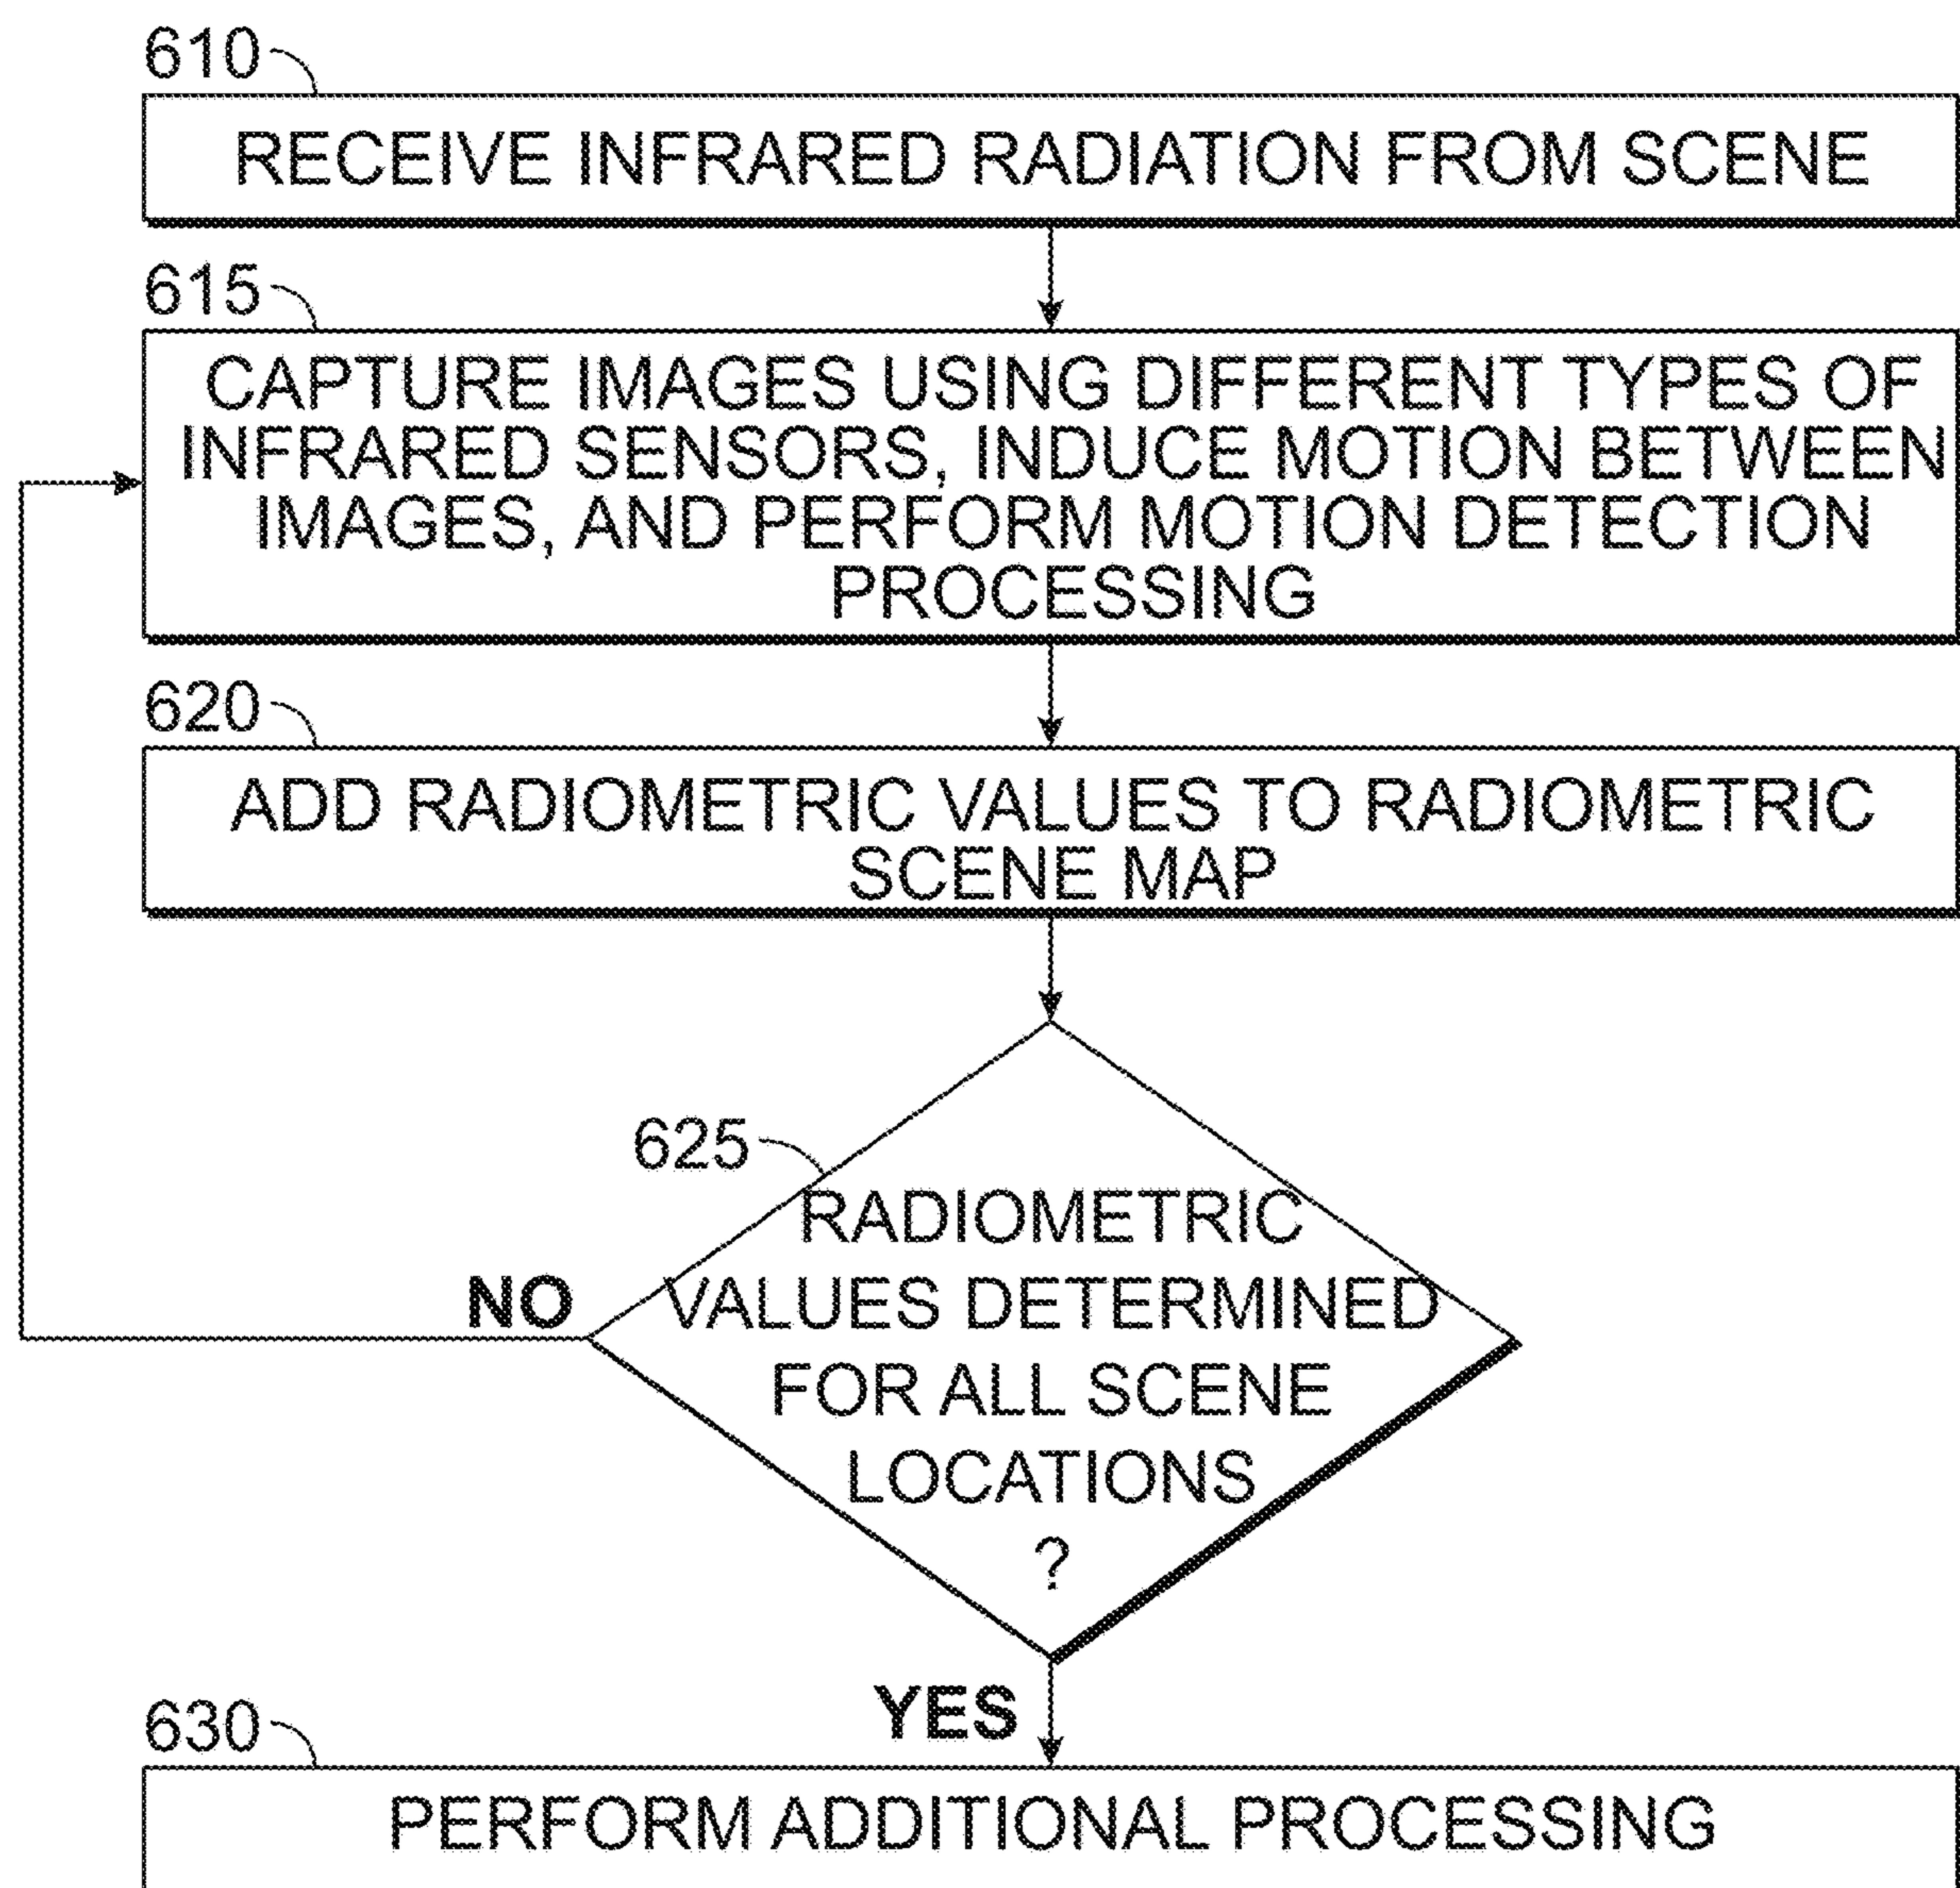 610
RECEIVE INFRARED RADIATION FROM SCENE
615
CAPTURE IMAGES USING DIFFERENT TYPES OF
INFRARED SENSORS, INDUCE MOTION BETWEEN
IMAGES, AND PERFORM MOTION DETECTION
PROCESSING
620
ADD RADIOMETRIC VALUES TO RADIOMETRIC
SCENE MAP
625
RADIOMETRIC
VALUES DETERMINED
FOR ALL SCENE
LOCATIONS
?
NO
YES
630
PERFORM ADDITIONAL PROCESSING